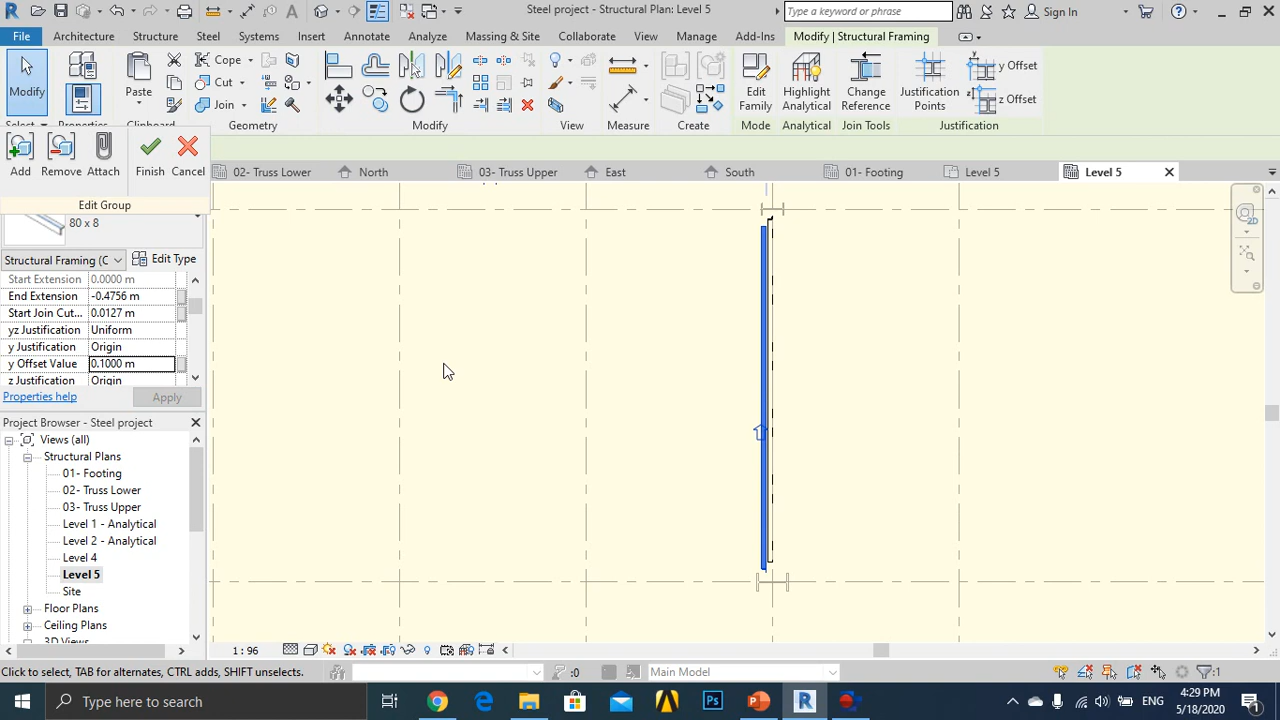 Steel project - Structural Plan: Level 5
Type a keyword or phrase
Sign In
File
Architecture
Structure
Steel
Systems
Insert
Annotate
Analyze
Massing & Site
Collaborate
View
Manage
Add-Ins
Modify | Structural Framing
Modify
Paste
Cope
Cut
Join
Edit Family
Highlight Analytical
Change Reference
Justification Points
y Offset
z Offset
Select
Properties
Geometry
Modify
View
Measure
Create
Mode
Analytical
Join Tools
Justification
Add
Remove
Attach
Finish
Cancel
Edit Group
02- Truss Lower
North
03- Truss Upper
East
South
01- Footing
Level 5
Level 5
80 x 8
Structural Framing (C
Edit Type
Start Extension 0.0000 m
End Extension -0.4756 m
Start Join Cut... 0.0127 m
yz Justification Uniform
y Justification Origin
y Offset Value 0.1000 m
z Justification Origin
Properties help
Apply
Project Browser - Steel project
Views (all)
Structural Plans
01- Footing
02- Truss Lower
03- Truss Upper
Level 1 - Analytical
Level 2 - Analytical
Level 4
Level 5
Site
Floor Plans
Ceiling Plans
3D Views
2D
1 : 96
Click to select, TAB for alternates, CTRL adds, SHIFT unselects.
:0
Main Model
:1
Type here to search
ENG
4:29 PM
5/18/2020